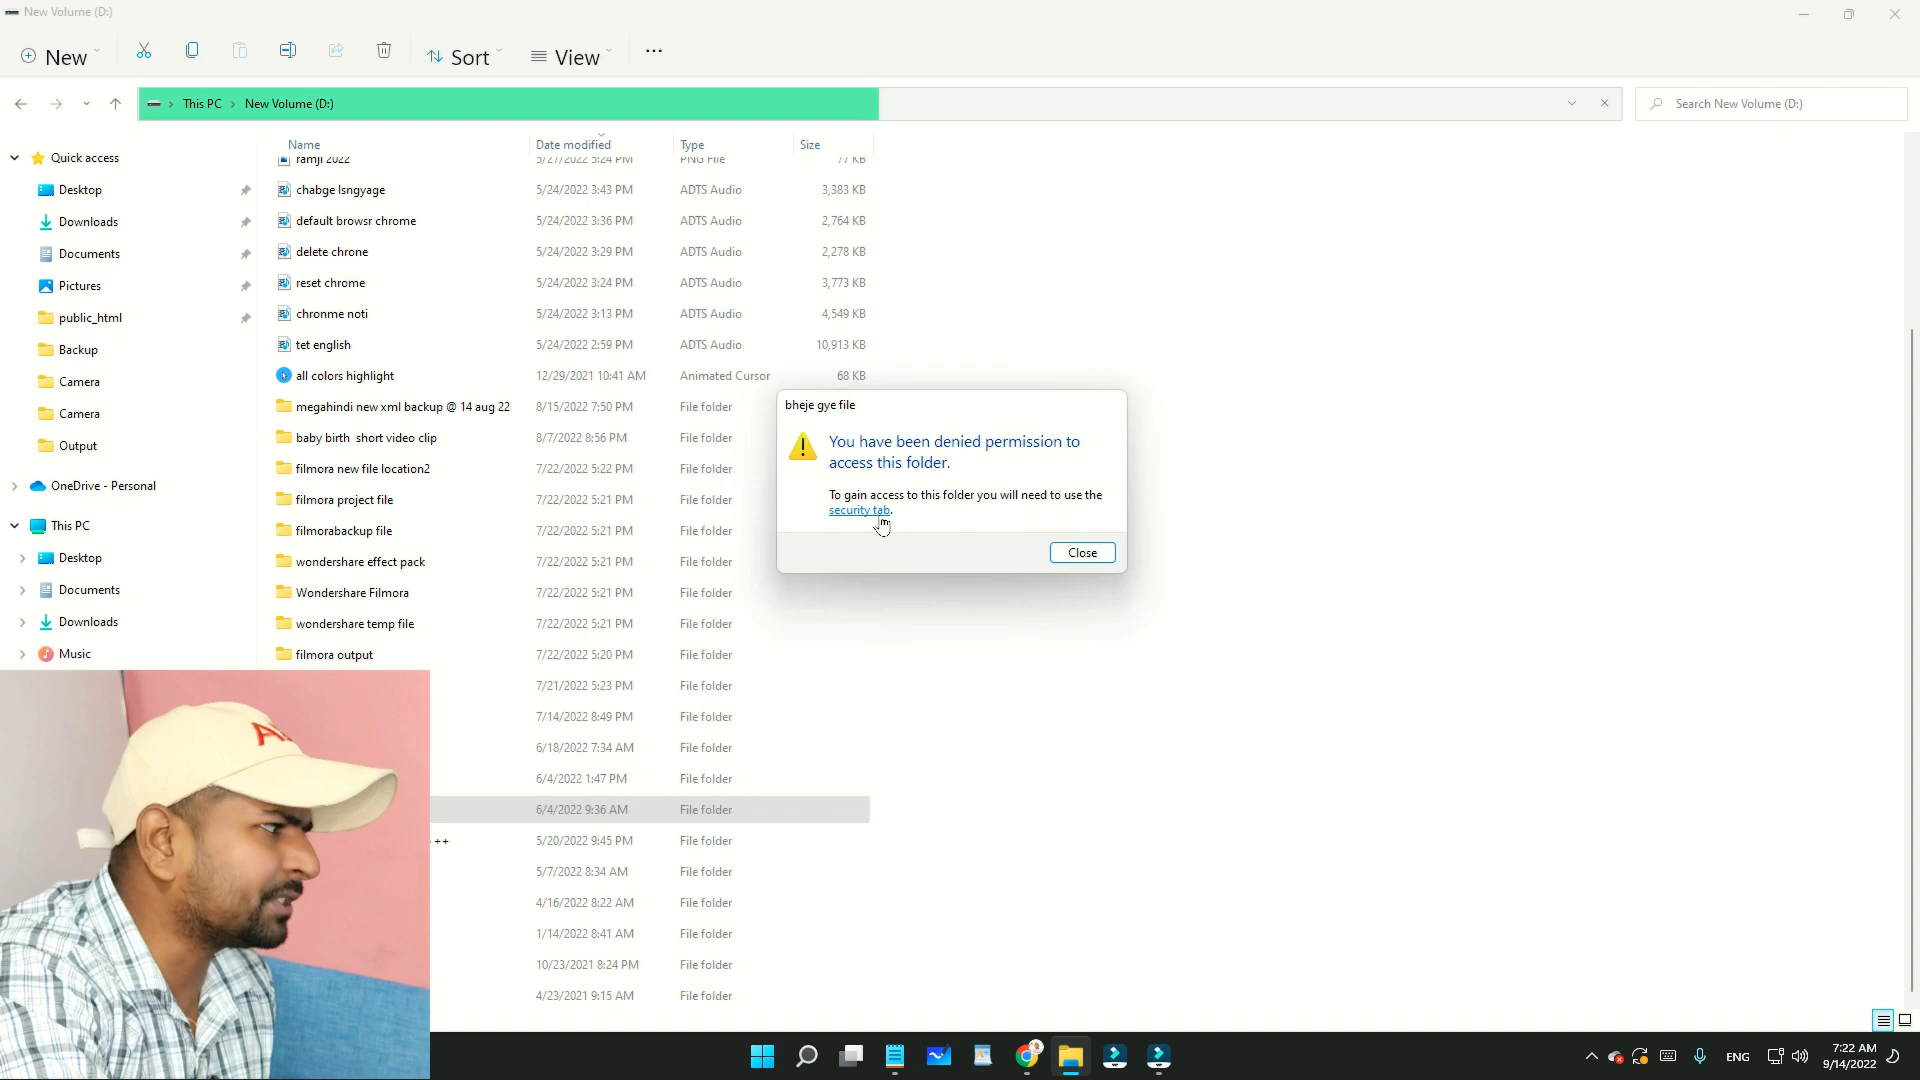 New Volume (D:)
New
Sort
View
This PC
New Volume (D:)
Search New Volume (D:)
Name
Date modified
Type
Size
Quick access
Desktop
Downloads
Documents
Pictures
public_html
Backup
Camera
Camera
Output
OneDrive - Personal
This PC
Desktop
Documents
Downloads
Music
ramji 2022 5/27/2022 5:24 PM PNG File 77 KB
chabge lsngyage 5/24/2022 3:43 PM ADTS Audio 3,383 KB
default browsr chrome 5/24/2022 3:36 PM ADTS Audio 2,764 KB
delete chrone 5/24/2022 3:29 PM ADTS Audio 2,278 KB
reset chrome 5/24/2022 3:24 PM ADTS Audio 3,773 KB
chronme noti 5/24/2022 3:13 PM ADTS Audio 4,549 KB
tet english 5/24/2022 2:59 PM ADTS Audio 10,913 KB
all colors highlight 12/29/2021 10:41 AM Animated Cursor 68 KB
megahindi new xml backup @ 14 aug 22 8/15/2022 7:50 PM File folder
baby birth short video clip 8/7/2022 8:56 PM File folder
filmora new file location2 7/22/2022 5:22 PM File folder
filmora project file 7/22/2022 5:21 PM File folder
filmorabackup file 7/22/2022 5:21 PM File folder
wondershare effect pack 7/22/2022 5:21 PM File folder
Wondershare Filmora 7/22/2022 5:21 PM File folder
wondershare temp file 7/22/2022 5:21 PM File folder
filmora output 7/22/2022 5:20 PM File folder
7/21/2022 5:23 PM File folder
7/14/2022 8:49 PM File folder
6/18/2022 7:34 AM File folder
6/4/2022 1:47 PM File folder
6/4/2022 9:36 AM File folder
++ 5/20/2022 9:45 PM File folder
5/7/2022 8:34 AM File folder
4/16/2022 8:22 AM File folder
1/14/2022 8:41 AM File folder
10/23/2021 8:24 PM File folder
4/23/2021 9:15 AM File folder
bheje gye file
You have been denied permission to
access this folder.
To gain access to this folder you will need to use the
security tab.
Close
ENG
7:22 AM
9/14/2022